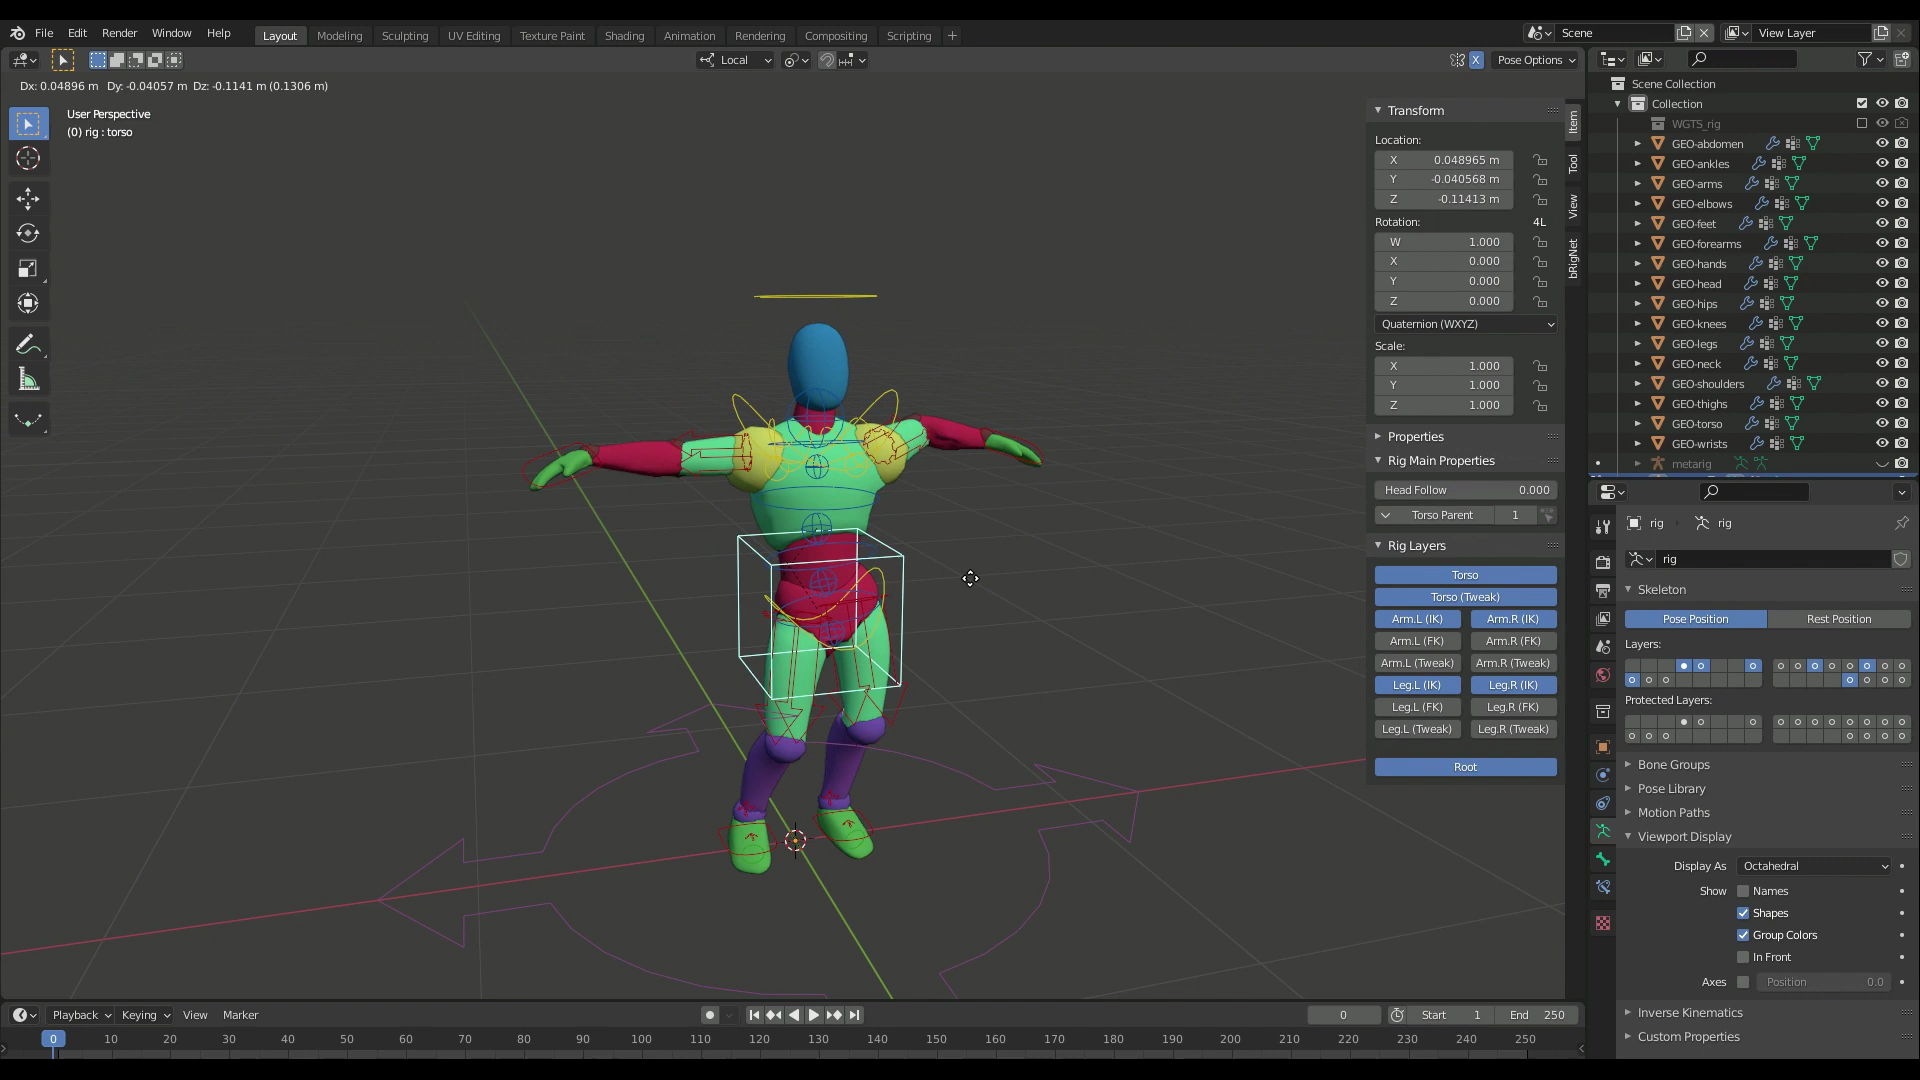 File Edit Render Window Help Layout Modeling Sculpting UV Editing Texture Paint Shading Animation Rendering Compositing Scripting + Scene View Layer
Local X Pose Options
Dx: 0.04896 m Dy: -0.04057 m Dz: -0.1141 m (0.1306 m)
User Perspective
(0) rig : torso
Transform
Location:
X 0.048965 m
Y -0.040568 m
Z -0.11413 m
Rotation: 4L
W 1.000
X 0.000
Y 0.000
Z 0.000
Quaternion (WXYZ)
Scale:
X 1.000
Y 1.000
Z 1.000
Properties
Rig Main Properties
Head Follow 0.000
Torso Parent 1
Rig Layers
Torso
Torso (Tweak)
Arm.L (IK) Arm.R (IK)
Arm.L (FK) Arm.R (FK)
Arm.L (Tweak) Arm.R (Tweak)
Leg.L (IK) Leg.R (IK)
Leg.L (FK) Leg.R (FK)
Leg.L (Tweak) Leg.R (Tweak)
Root
Item
Tool
View
bRigNet
Scene Collection
Collection
WGTS_rig
GEO-abdomen
GEO-ankles
GEO-arms
GEO-elbows
GEO-feet
GEO-forearms
GEO-hands
GEO-head
GEO-hips
GEO-knees
GEO-legs
GEO-neck
GEO-shoulders
GEO-thighs
GEO-torso
GEO-wrists
metarig
rig rig
rig
Skeleton
Pose Position Rest Position
Layers:
Protected Layers:
Bone Groups
Pose Library
Motion Paths
Viewport Display
Display As Octahedral
Show Names
Shapes
Group Colors
In Front
Axes Position 0.0
Inverse Kinematics
Custom Properties
Playback Keying View Marker 0 Start 1 End 250
0 10 20 30 40 50 60 70 80 90 100 110 120 130 140 150 160 170 180 190 200 210 220 230 240 250